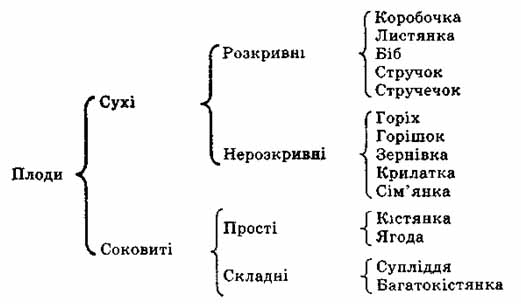 Плоди
Сухі
Розкривні
Коробочка
Листянка
Біб
Стручок
Стручечок
Нерозкривні
Горіх
Горішок
Зернівка
Крилатка
Сім’янка
Соковиті
Прості
Кістянка
Ягода
Складні
Супліддя
Багатокістянка